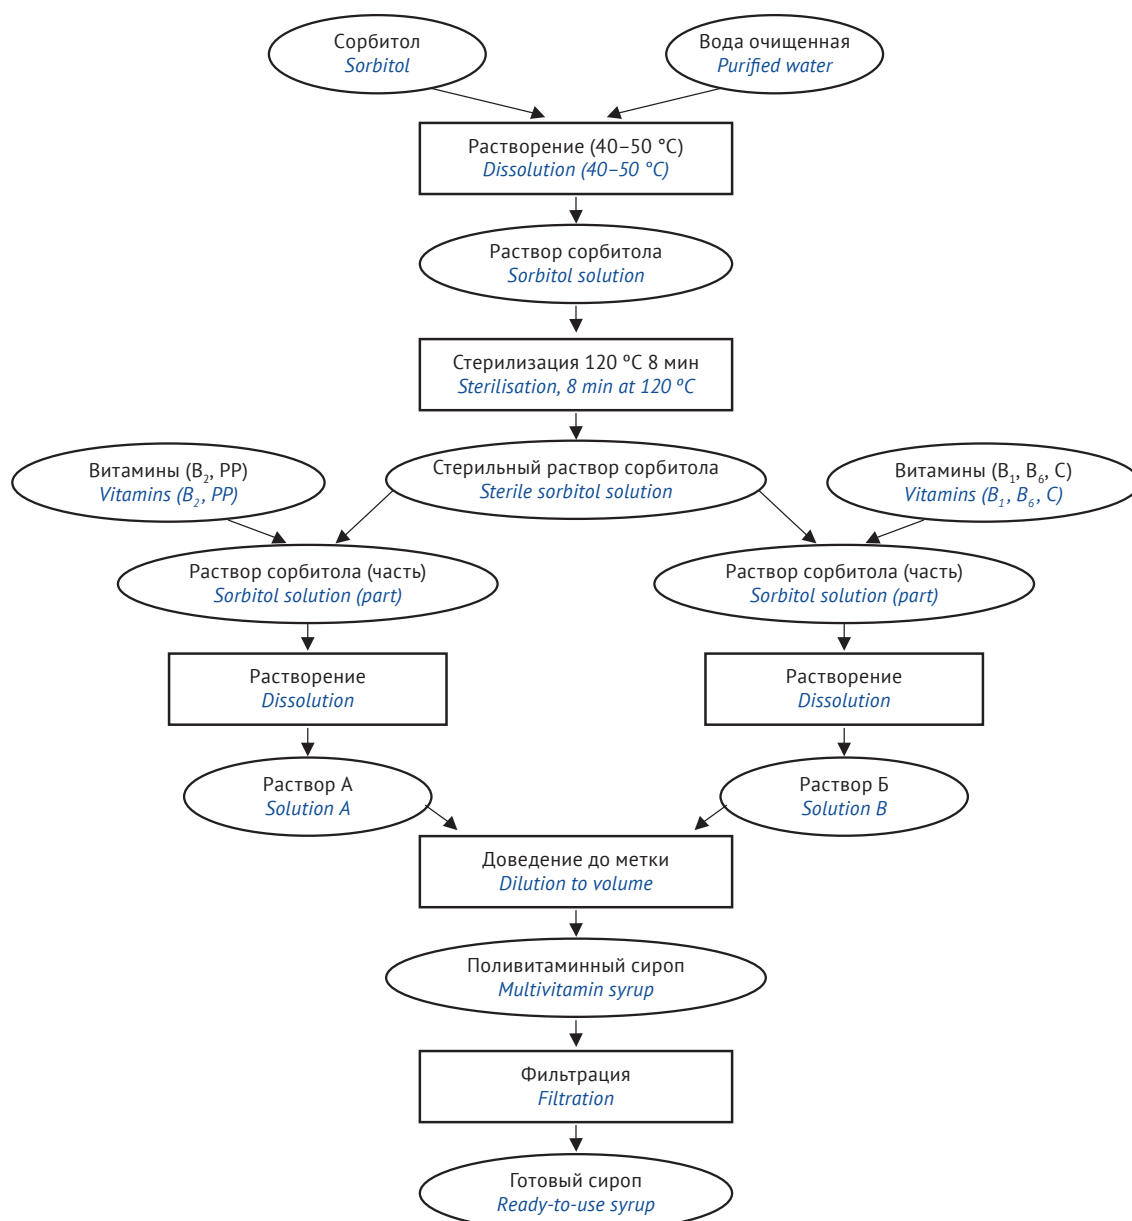 Сорбитол
Sorbitol
Вода очищенная
Purified water
Растворение (40–50 °C)
Dissolution (40–50 °C)
Раствор сорбитола
Sorbitol solution
Стерилизация 120 ºC 8 мин
Sterilisation, 8 min at 120 ºC
Витамины (B₂, PP)
Vitamins (B₂, PP)
Стерильный раствор сорбитола
Sterile sorbitol solution
Витамины (B₁, B₆, C)
Vitamins (B₁, B₆, C)
Раствор сорбитола (часть)
Sorbitol solution (part)
Раствор сорбитола (часть)
Sorbitol solution (part)
Растворение
Dissolution
Растворение
Dissolution
Раствор А
Solution A
Раствор Б
Solution B
Доведение до метки
Dilution to volume
Поливитаминный сироп
Multivitamin syrup
Фильтрация
Filtration
Готовый сироп
Ready-to-use syrup